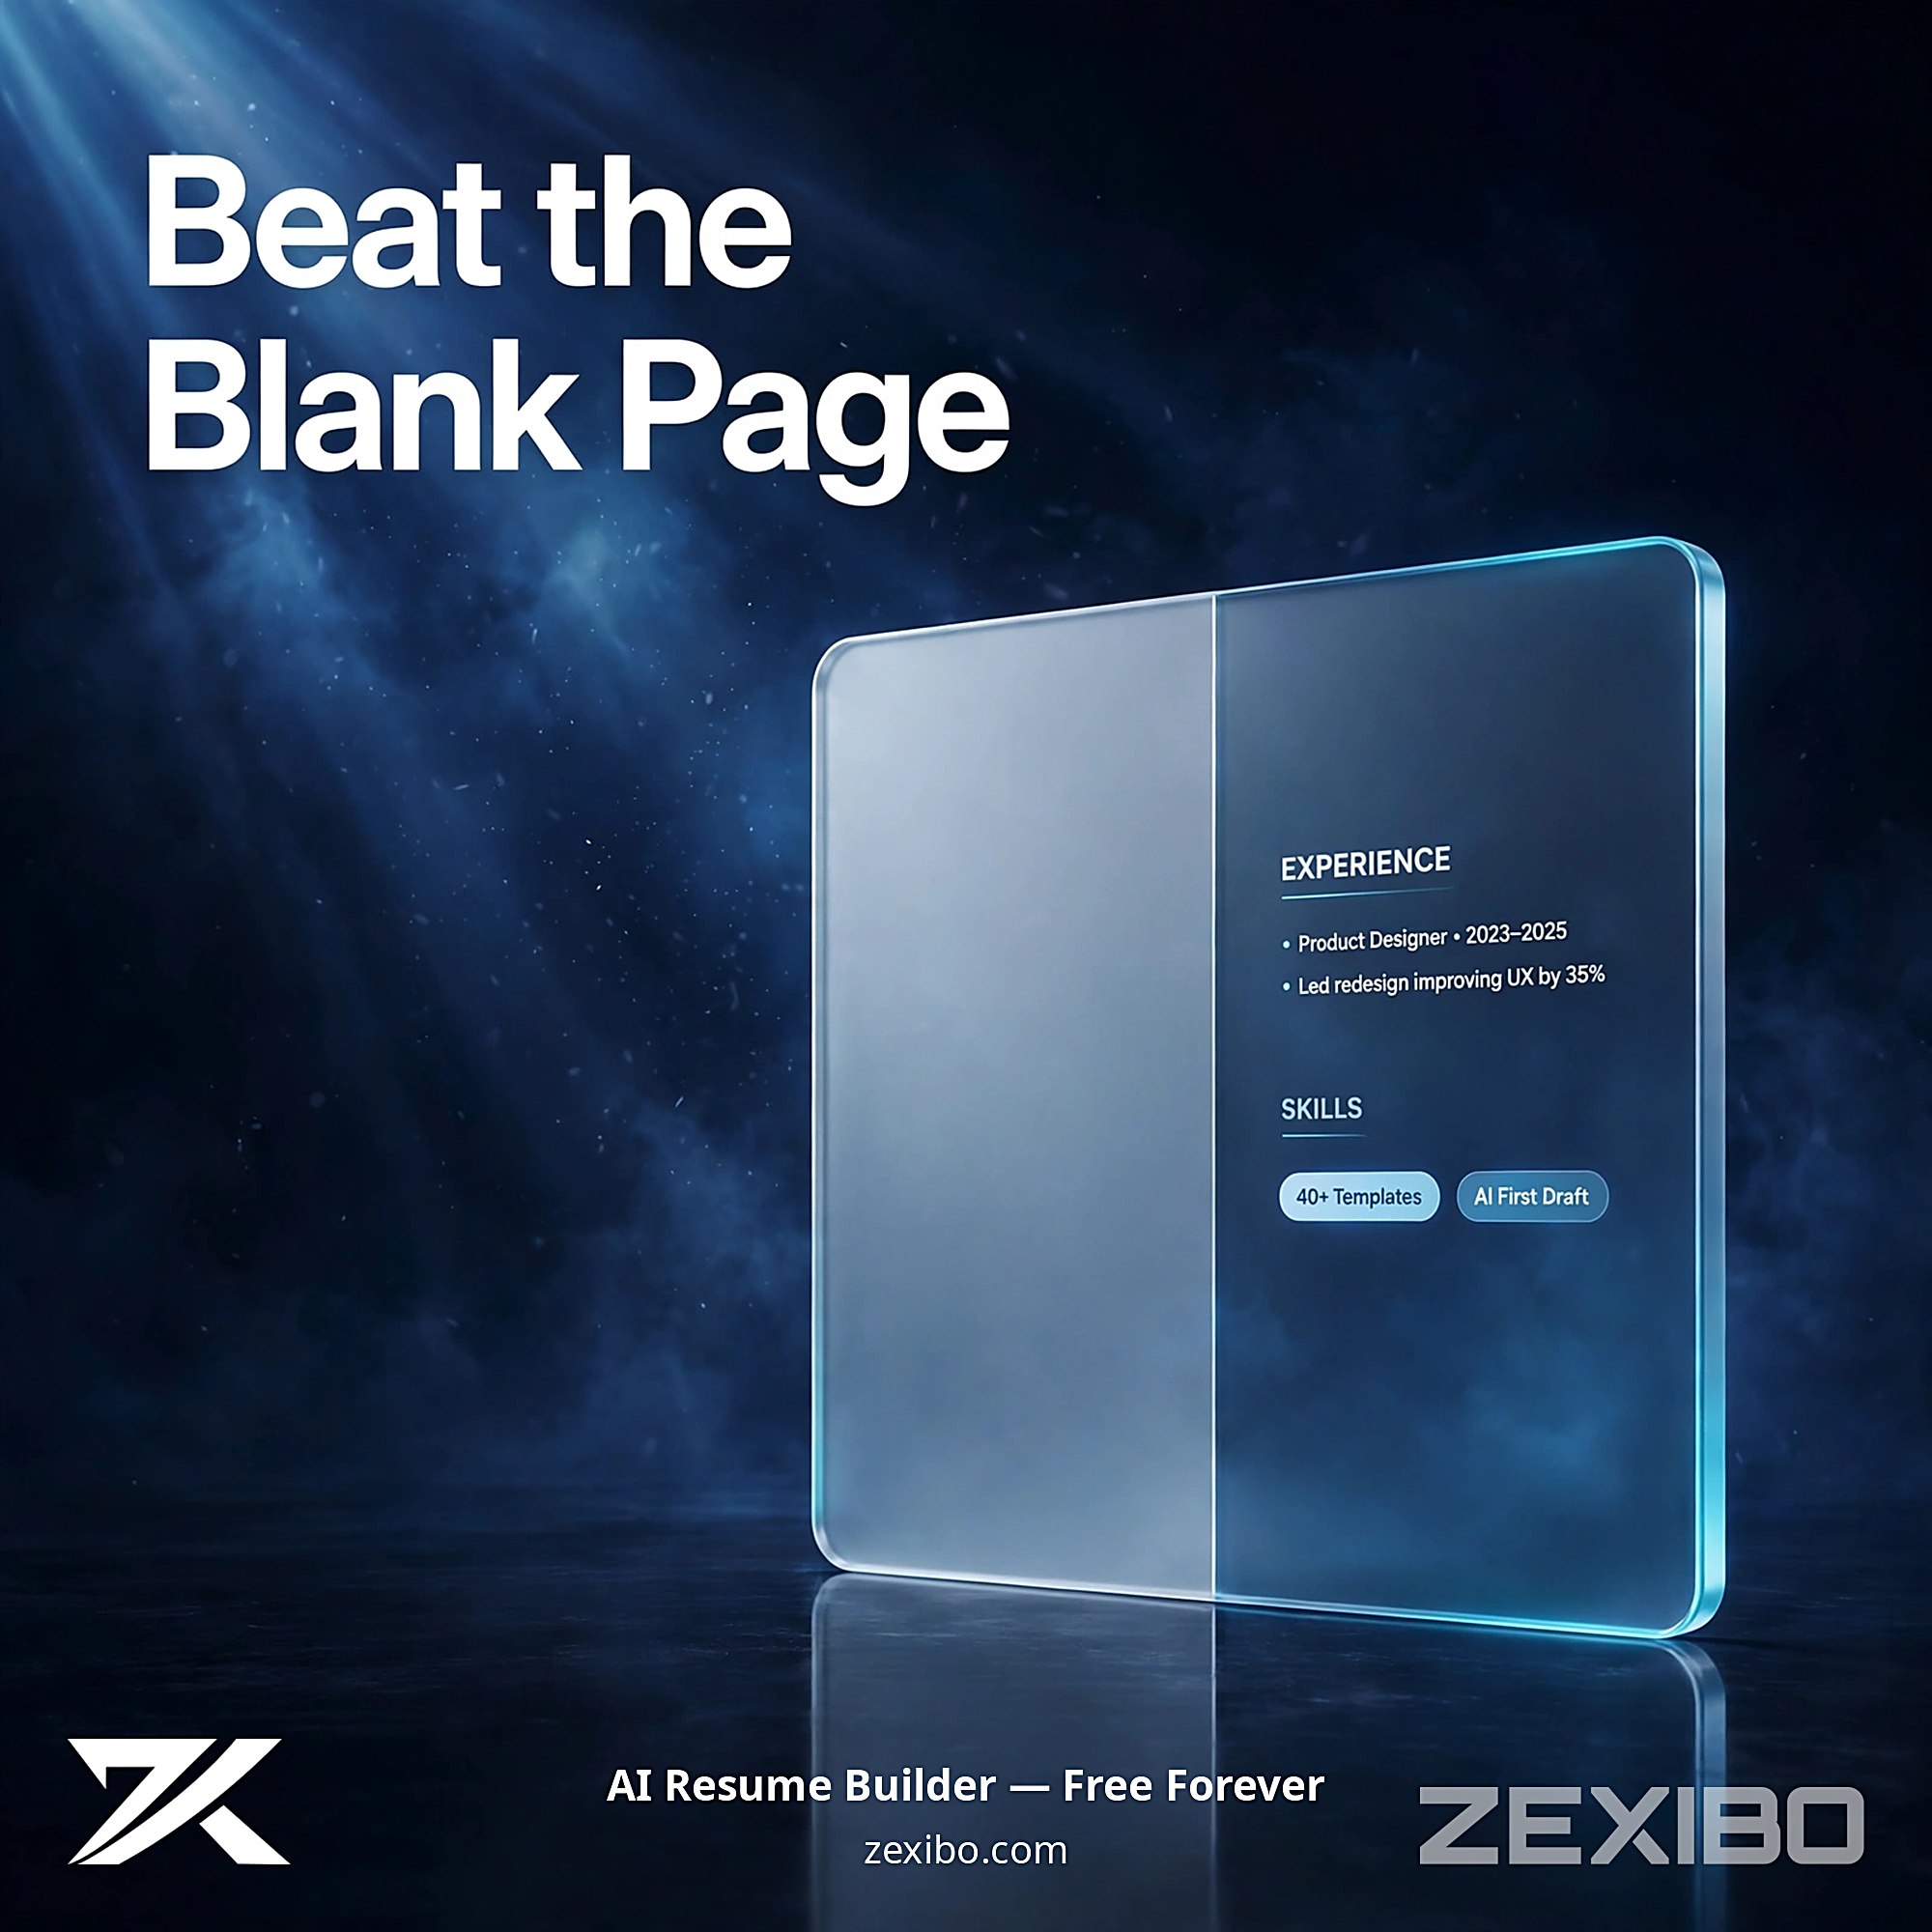 Beat the
Blank Page
EXPERIENCE
• Product Designer • 2023–2025
• Led redesign improving UX by 35%
SKILLS
40+ Templates AI First Draft
AI Resume Builder — Free Forever
zexibo.com
ZEXIBO